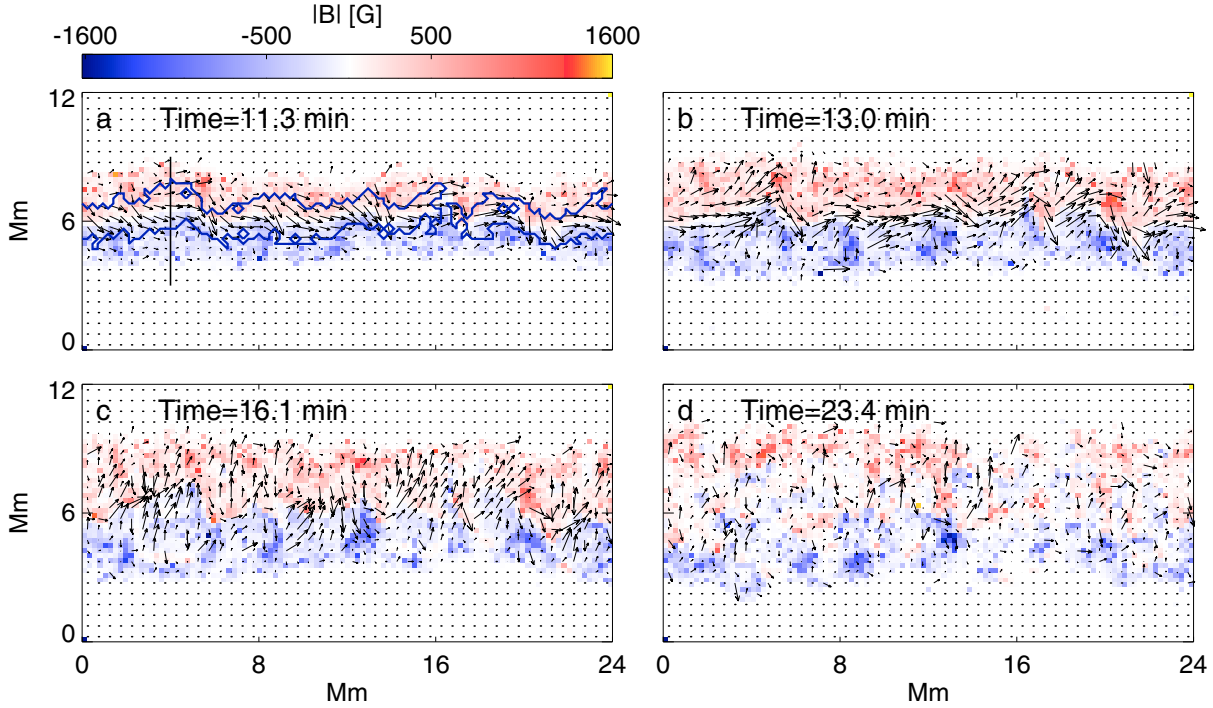 |B| [G]
-1600 -500 500 1600
12
a Time=11.3 min
b Time=13.0 min
Mm
6
0
12
c Time=16.1 min
d Time=23.4 min
Mm
6
0
0 8 16 24
0 8 16 24
Mm
Mm